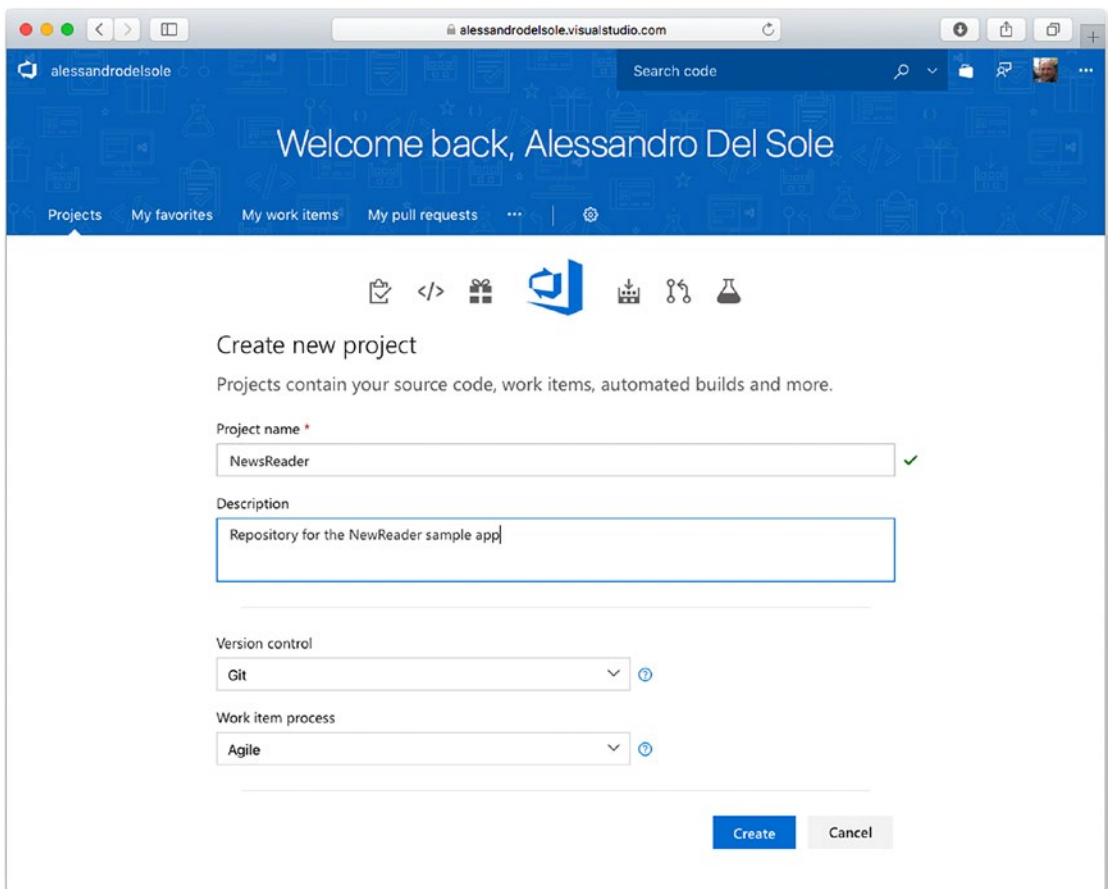 alessandrodelsole.visualstudio.com
alessandrodelsole
Search code
Welcome back, Alessandro Del Sole
Projects My favorites My work items My pull requests
Create new project
Projects contain your source code, work items, automated builds and more.
Project name *
NewsReader
Description
Repository for the NewReader sample app
Version control
Git
Work item process
Agile
Create Cancel